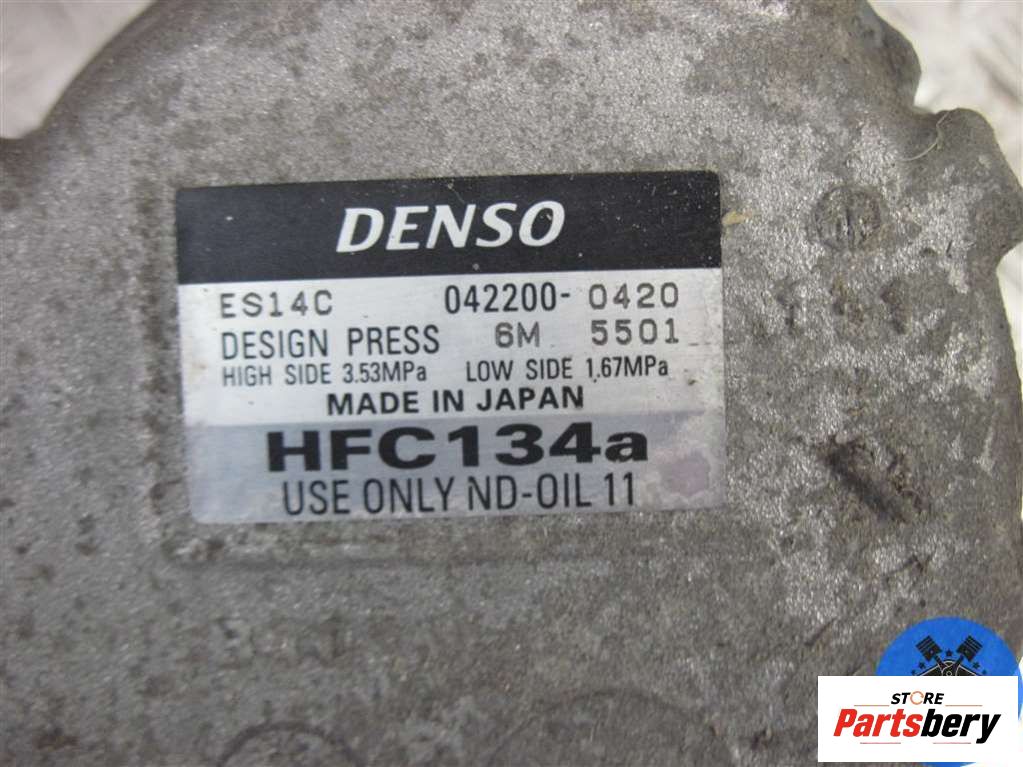 DENSO
ES14C 042200-0420
DESIGN PRESS 6M 5501
HIGH SIDE 3.53MPa LOW SIDE 1.67MPa
MADE IN JAPAN
HFC134a
USE ONLY ND-OIL 11
STORE
Partsbery